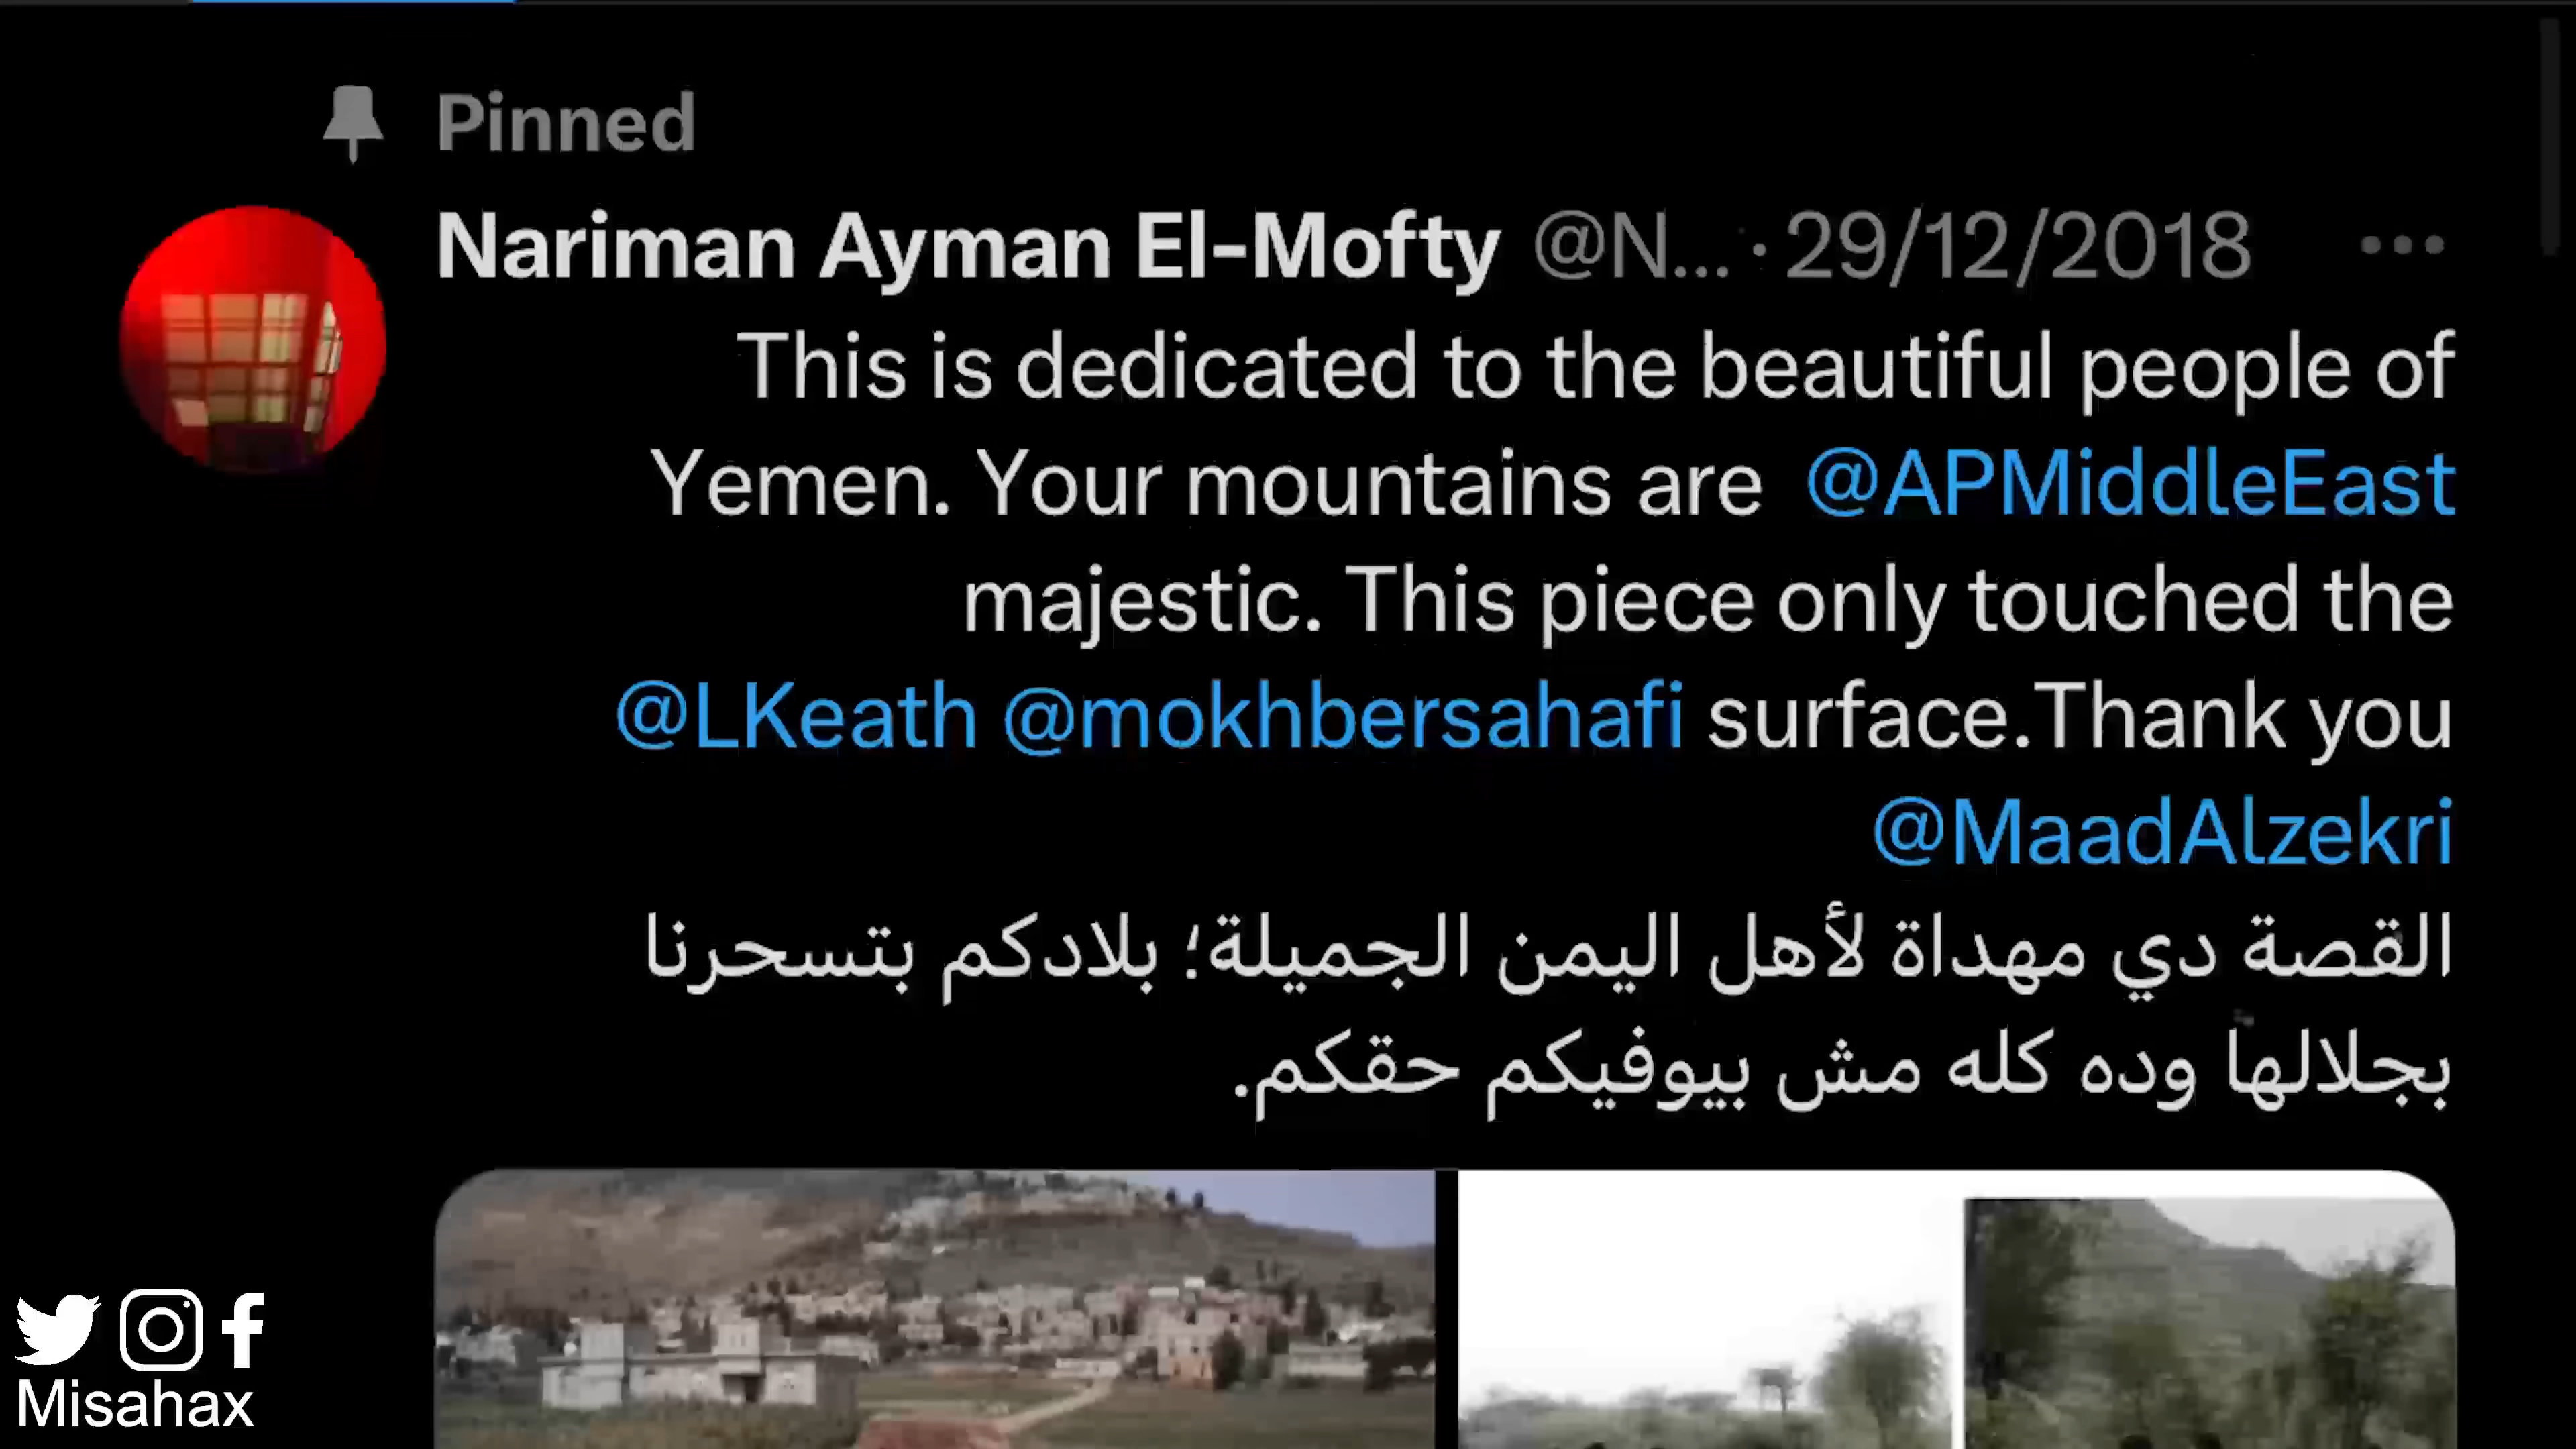 Pinned
Nariman Ayman El-Mofty @N... · 29/12/2018
This is dedicated to the beautiful people of
Yemen. Your mountains are @APMiddleEast
majestic. This piece only touched the
@LKeath @mokhbersahafi surface.Thank you
@MaadAlzekri
القصة دي مهداة لأهل اليمن الجميلة؛ بلادكم بتسحرنا
بجلالها وده كله مش بيوفيكم حقكم.
Misahax